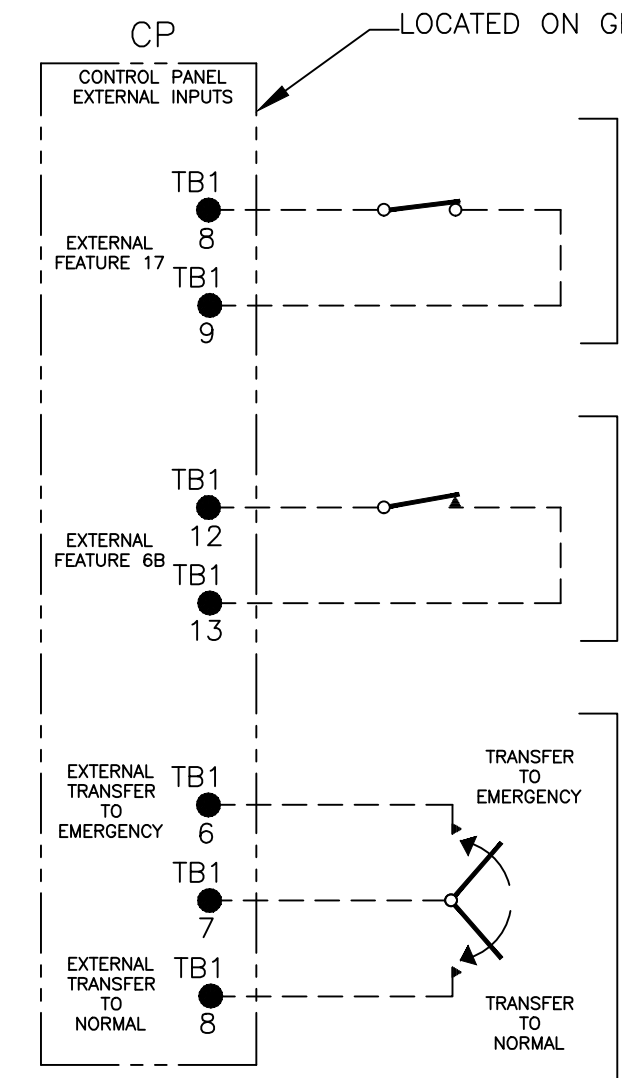 CP
LOCATED ON
CONTROL PANEL
EXTERNAL INPUTS
TB1
8
EXTERNAL
FEATURE 17
TB1
9
TB1
12
EXTERNAL
FEATURE 6B
TB1
13
EXTERNAL
TRANSFER
TO
EMERGENCY
TB1
6
TRANSFER
TO
EMERGENCY
TB1
7
EXTERNAL
TRANSFER
TO
NORMAL
TB1
8
TRANSFER
TO
NORMAL